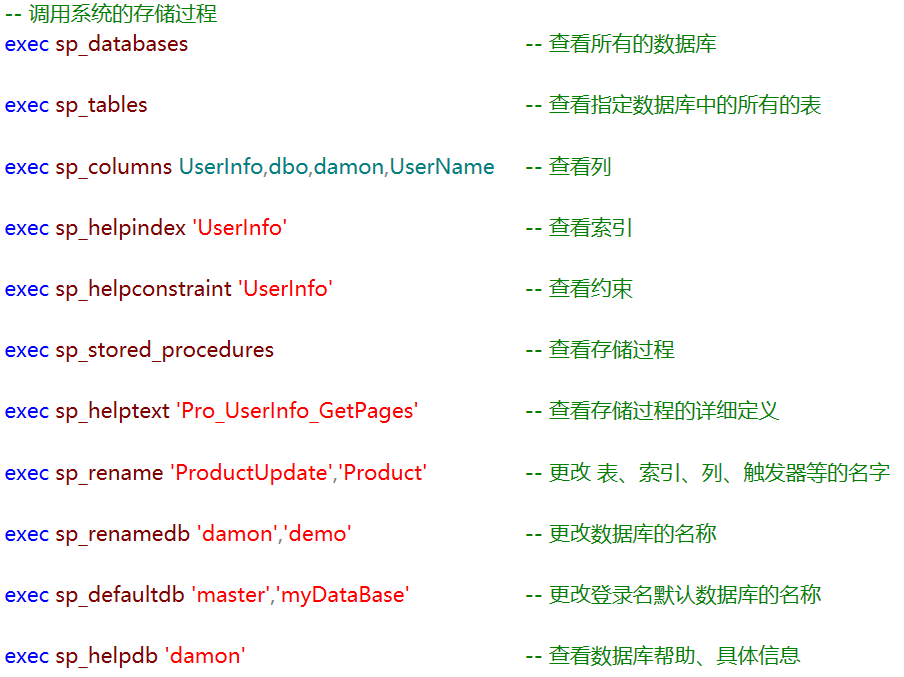 -- 调用系统的存储过程
exec sp_databases -- 查看所有的数据库
exec sp_tables -- 查看指定数据库中的所有的表
exec sp_columns UserInfo,dbo,damon,UserName -- 查看列
exec sp_helpindex 'UserInfo' -- 查看索引
exec sp_helpconstraint 'UserInfo' -- 查看约束
exec sp_stored_procedures -- 查看存储过程
exec sp_helptext 'Pro_UserInfo_GetPages' -- 查看存储过程的详细定义
exec sp_rename 'ProductUpdate','Product' -- 更改 表、索引、列、触发器等的名字
exec sp_renamedb 'damon','demo' -- 更改数据库的名称
exec sp_defaultdb 'master','myDataBase' -- 更改登录名默认数据库的名称
exec sp_helpdb 'damon' -- 查看数据库帮助、具体信息